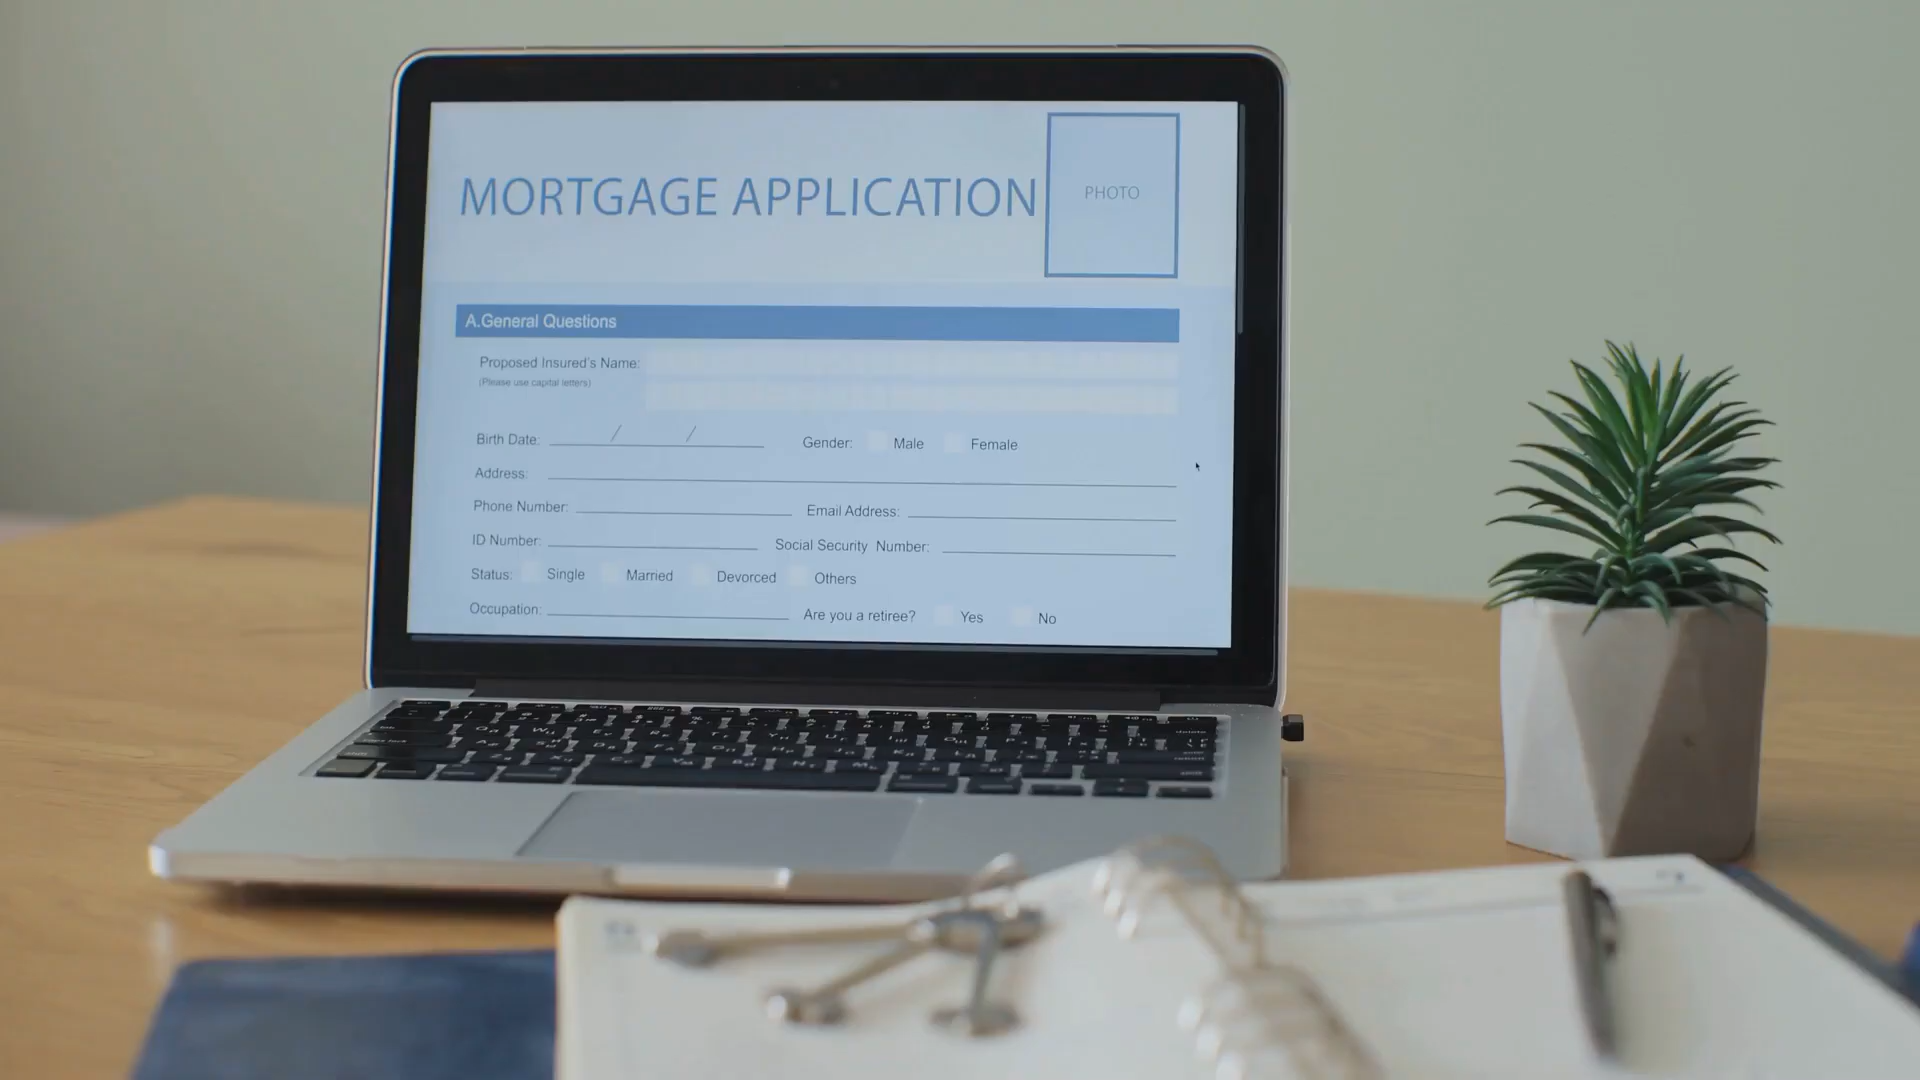 MORTGAGE APPLICATION
PHOTO
A.General Questions
Proposed Insured's Name:
(Please use capital letters)
Birth Date: / / Gender: Male Female
Address:
Phone Number: Email Address:
ID Number: Social Security Number:
Status: Single Married Devorced Others
Occupation: Are you a retiree? Yes No